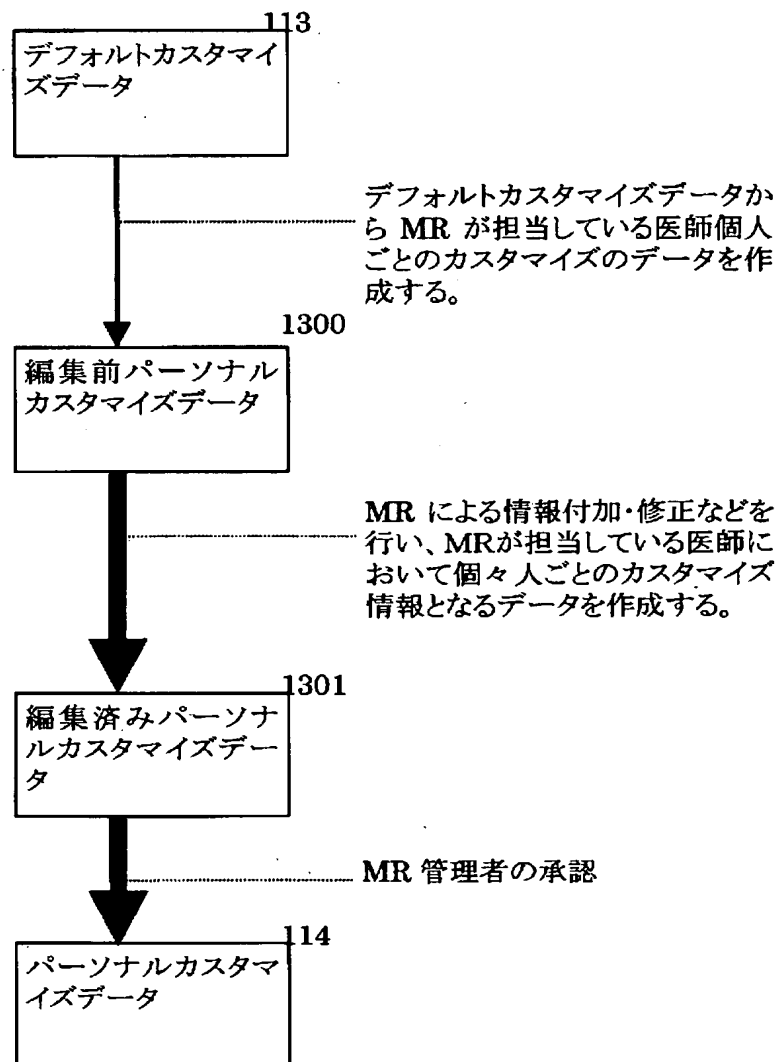 113
デフォルトカスタマイ
ズデータ
デフォルトカスタマイズデータか
ら MR が担当している医師個人
ごとのカスタマイズのデータを作
成する。
1300
編集前パーソナル
カスタマイズデータ
MR による情報付加・修正などを
行い、MRが担当している医師に
おいて個々人ごとのカスタマイズ
情報となるデータを作成する。
1301
編集済みパーソナ
ルカスタマイズデー
タ
MR 管理者の承認
114
パーソナルカスタマ
イズデータ